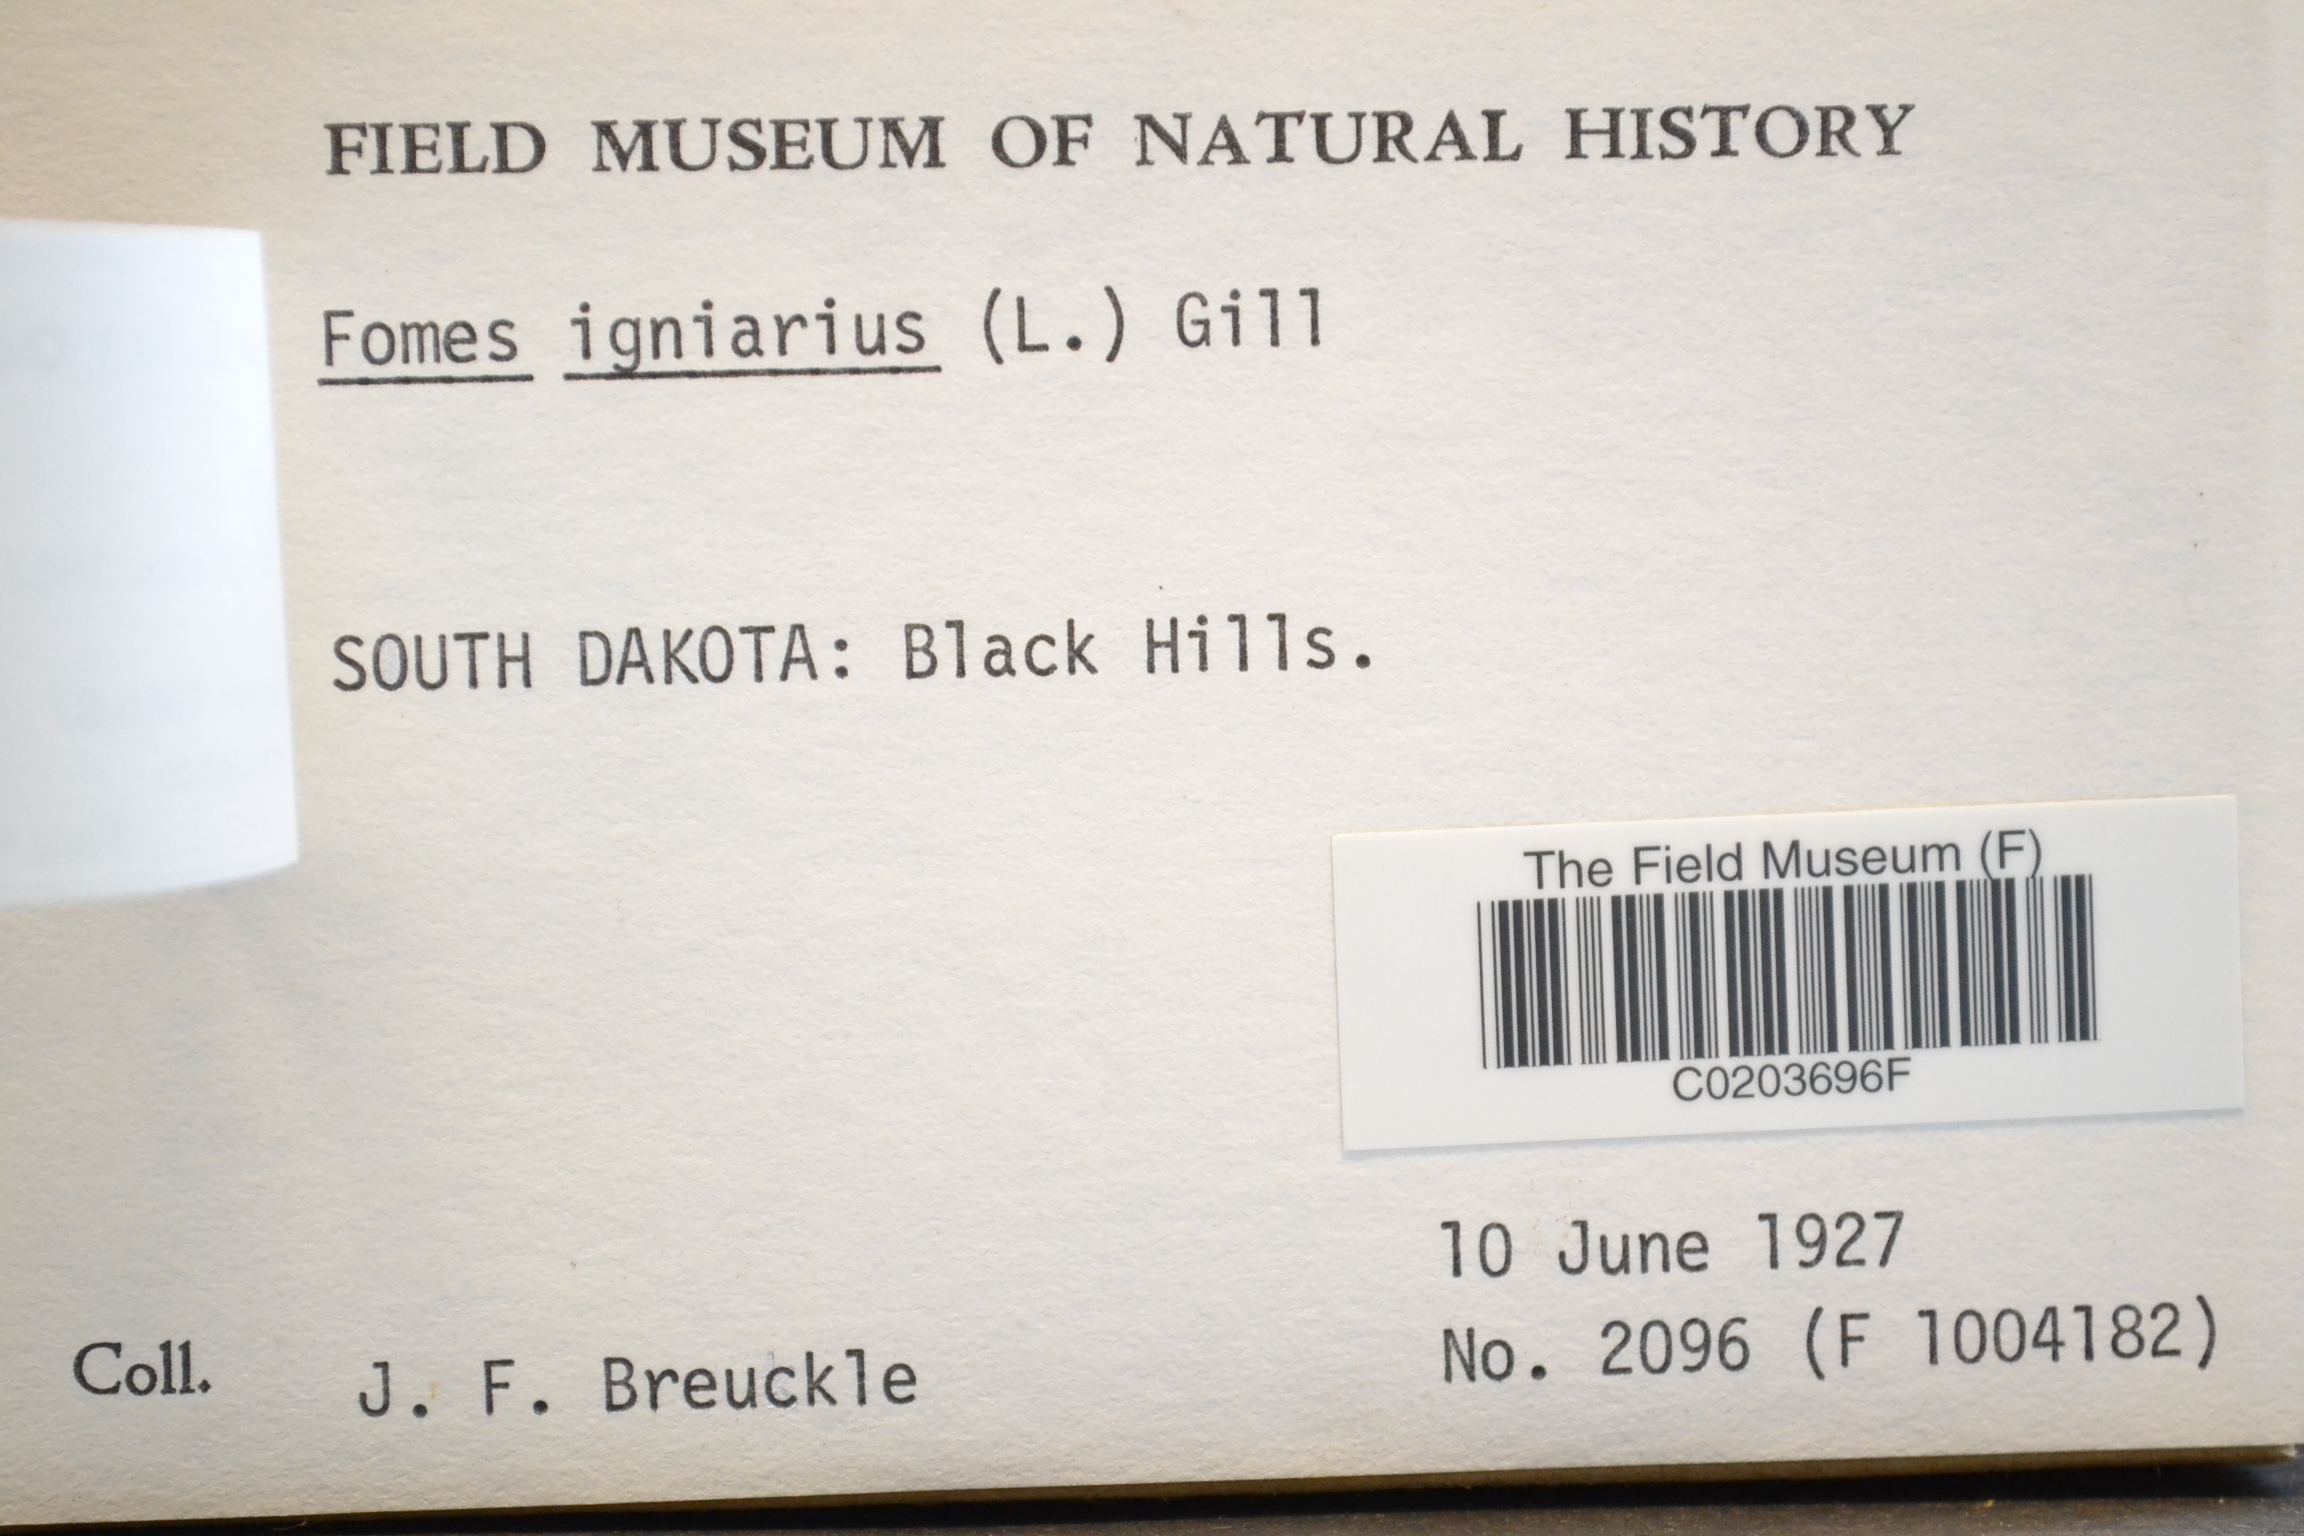 FIELD MUSEUM OF NATURAL HISTORY
Fomes igniarius (L.) Gill
SOUTH DAKOTA: Black Hills.
The Field Museum (F)
C0203696F
10 June 1927
No. 2096 (F 1004182)
Coll. J. F. Breuckle